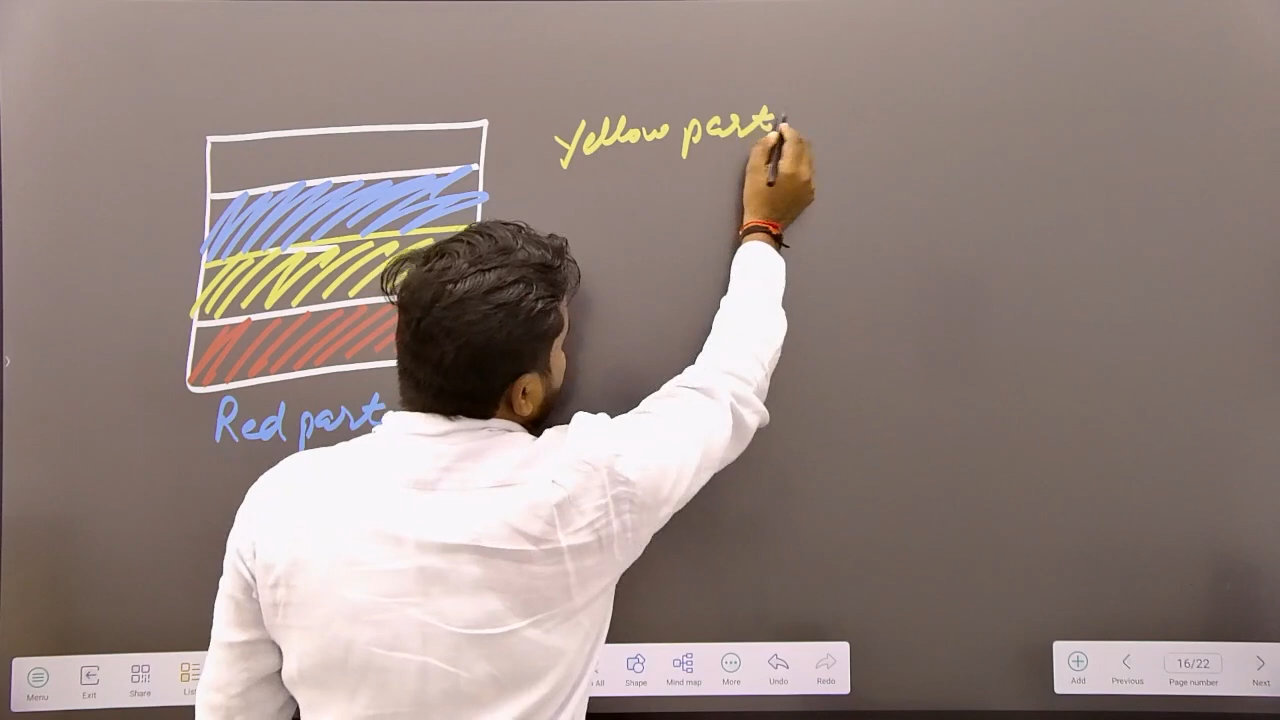 Yellow part
Red part
Menu
Exit
Share
All
Shape
Mind map
More
Undo
Redo
Add
Previous
16/22
Page number
Next